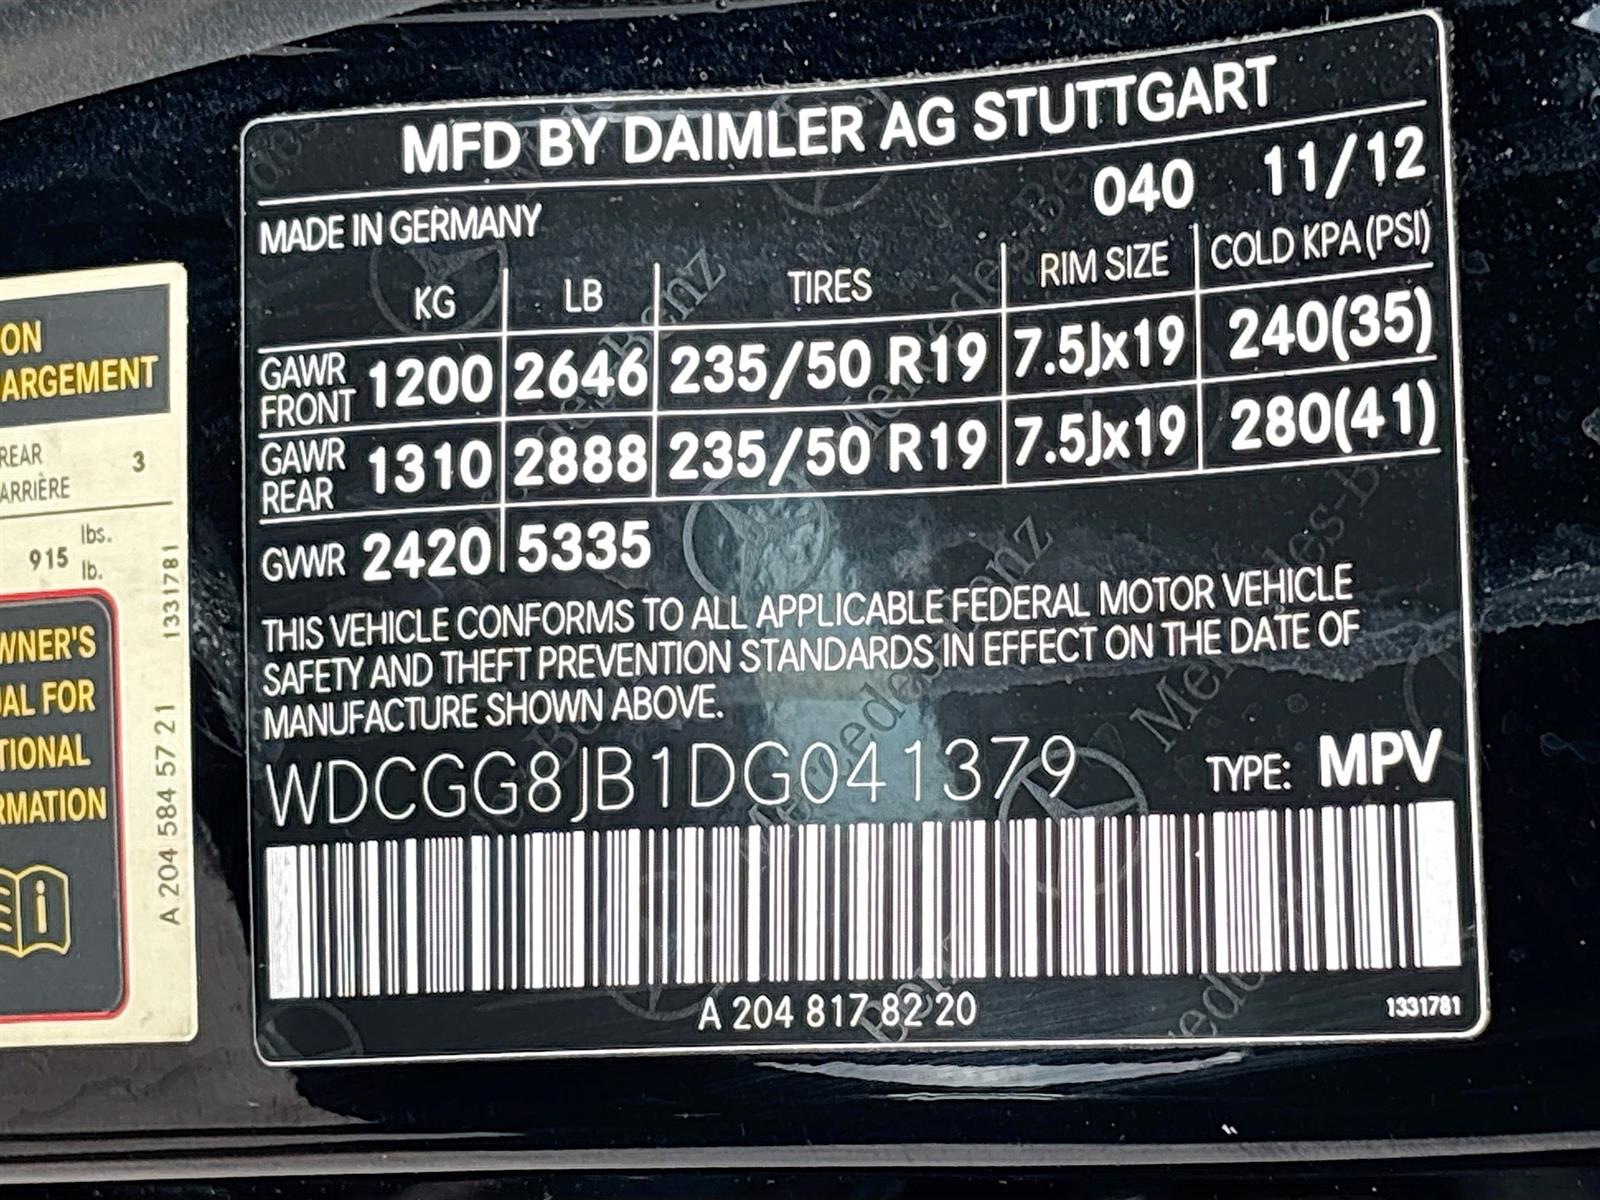 MFD BY DAIMLER AG STUTTGART
MADE IN GERMANY 040 11/12
KG LB TIRES RIM SIZE COLD KPA (PSI)
GAWR FRONT 1200 2646 235/50 R19 7.5Jx19 240(35)
GAWR REAR 1310 2888 235/50 R19 7.5Jx19 280(41)
GVWR 2420 5335
THIS VEHICLE CONFORMS TO ALL APPLICABLE FEDERAL MOTOR VEHICLE
SAFETY AND THEFT PREVENTION STANDARDS IN EFFECT ON THE DATE OF
MANUFACTURE SHOWN ABOVE.
WDCGG8JB1DG041379 TYPE: MPV
A 204 817 82 20 1331781
ON
ARGEMENT
REAR 3
ARRIÈRE
915 lbs.
lb.
WNER'S
AL FOR
TIONAL
RMATION
i
A 204 584 57 21 1331781
Mercedes-Benz